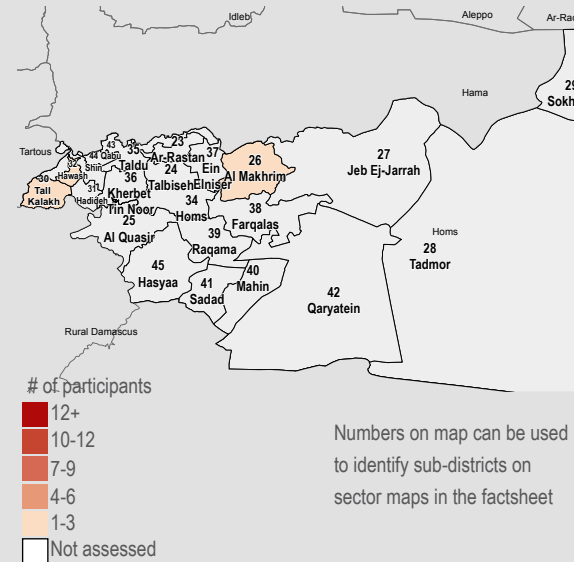 Idleb
Aleppo
Ar-Raq
29
Sokh
Hama
Tartous
43
Qabu
35
Taldu
23
Ar-Rastan
37
Ein
Elniser
44
Shin
32
Hawash
30
Tall
Kalakh
31
Hadideh
36
Kherbet
Tin Noor
24
Talbiseh
26
Al Makhrim
27
Jeb Ej-Jarrah
34
Homs
38
Farqalas
25
Al Quasir
39
Raqama
Homs
28
Tadmor
45
Hasyaa
41
Sadad
40
Mahin
42
Qaryatein
Rural Damascus
# of participants
12+
10-12
7-9
4-6
1-3
Not assessed
Numbers on map can be used
to identify sub-districts on
sector maps in the factsheet